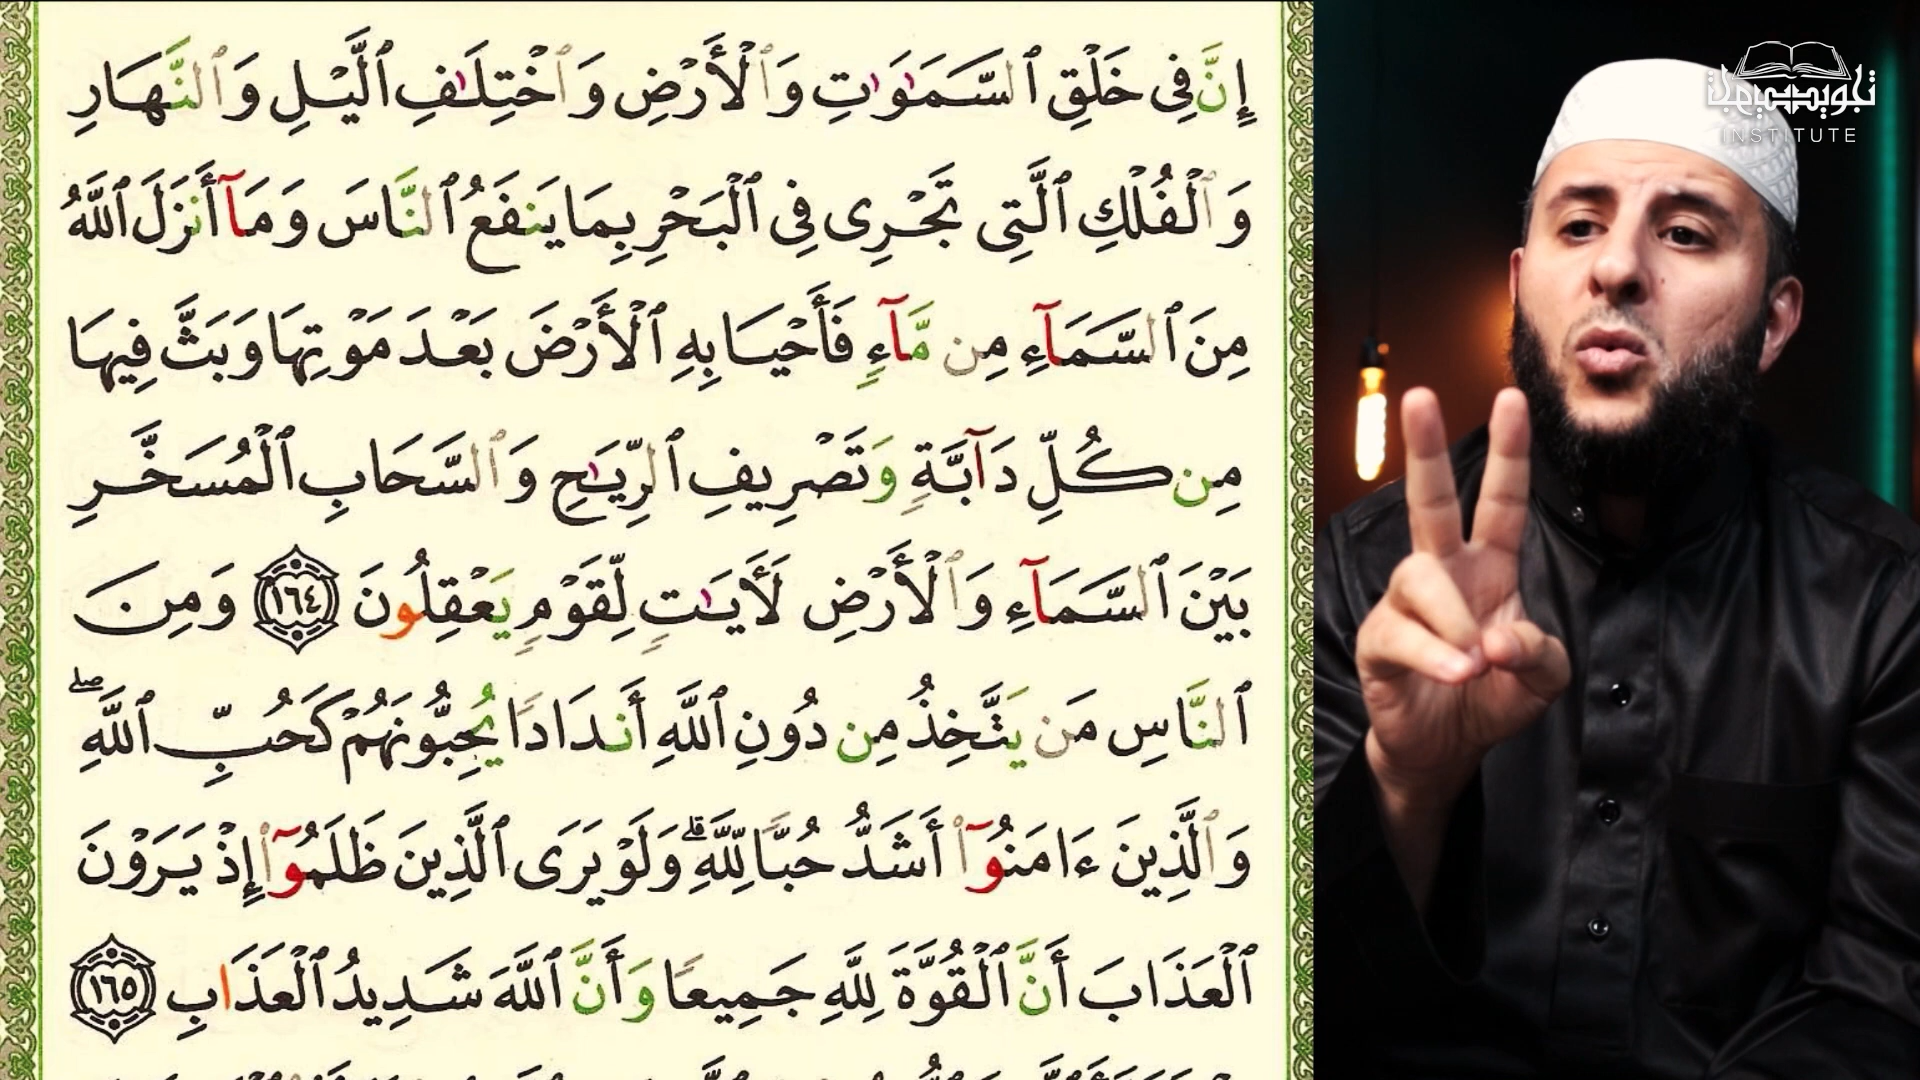 إِنَّ فِى خَلْقِ ٱلسَّمَـٰوَٰتِ وَٱلْأَرْضِ وَٱخْتِلَـٰفِ ٱلَّيْلِ وَٱلنَّهَارِ
وَٱلْفُلْكِ ٱلَّتِى تَجْرِى فِى ٱلْبَحْرِ بِمَا يَنفَعُ ٱلنَّاسَ وَمَآ أَنزَلَ ٱللَّهُ
مِنَ ٱلسَّمَآءِ مِن مَّآءٍ فَأَحْيَا بِهِ ٱلْأَرْضَ بَعْدَ مَوْتِهَا وَبَثَّ فِيهَا
مِن كُلِّ دَآبَّةٍ وَتَصْرِيفِ ٱلرِّيَـٰحِ وَٱلسَّحَابِ ٱلْمُسَخَّرِ
بَيْنَ ٱلسَّمَآءِ وَٱلْأَرْضِ لَـَٔايَـٰتٍ لِّقَوْمٍ يَعْقِلُونَ ١٦٤ وَمِنَ
ٱلنَّاسِ مَن يَتَّخِذُ مِن دُونِ ٱللَّهِ أَندَادًا يُحِبُّونَهُمْ كَحُبِّ ٱللَّهِ ۖ
وَٱلَّذِينَ ءَامَنُوٓا۟ أَشَدُّ حُبًّا لِلَّهِ ۗ وَلَوْ يَرَى ٱلَّذِينَ ظَلَمُوٓا۟ إِذْ يَرَوْنَ
ٱلْعَذَابَ أَنَّ ٱلْقُوَّةَ لِلَّهِ جَمِيعًا وَأَنَّ ٱللَّهَ شَدِيدُ ٱلْعَذَابِ ١٦٥
INSTITUTE